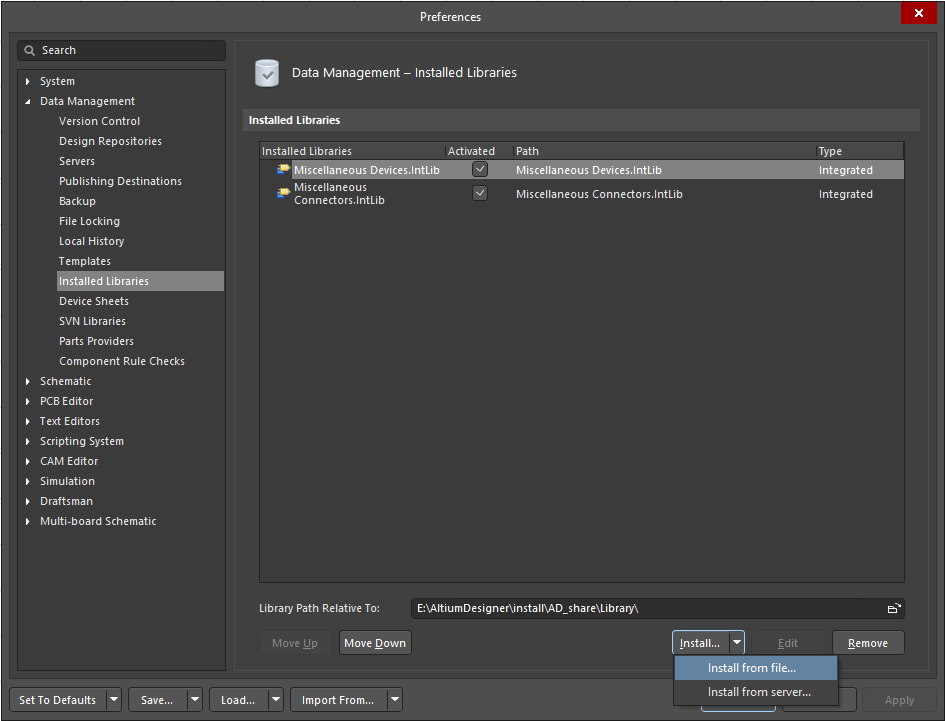 Preferences
Search
System
Data Management
Version Control
Design Repositories
Servers
Publishing Destinations
Backup
File Locking
Local History
Templates
Installed Libraries
Device Sheets
SVN Libraries
Parts Providers
Component Rule Checks
Schematic
PCB Editor
Text Editors
Scripting System
CAM Editor
Simulation
Draftsman
Multi-board Schematic
Data Management – Installed Libraries
Installed Libraries
Installed Libraries Activated Path Type
Miscellaneous Devices.IntLib Miscellaneous Devices.IntLib Integrated
Miscellaneous
Connectors.IntLib Miscellaneous Connectors.IntLib Integrated
Library Path Relative To: E:\AltiumDesigner\install\AD_share\Library\
Move Up Move Down Install... Edit Remove
Install from file...
Install from server...
Set To Defaults Save... Load... Import From... Apply